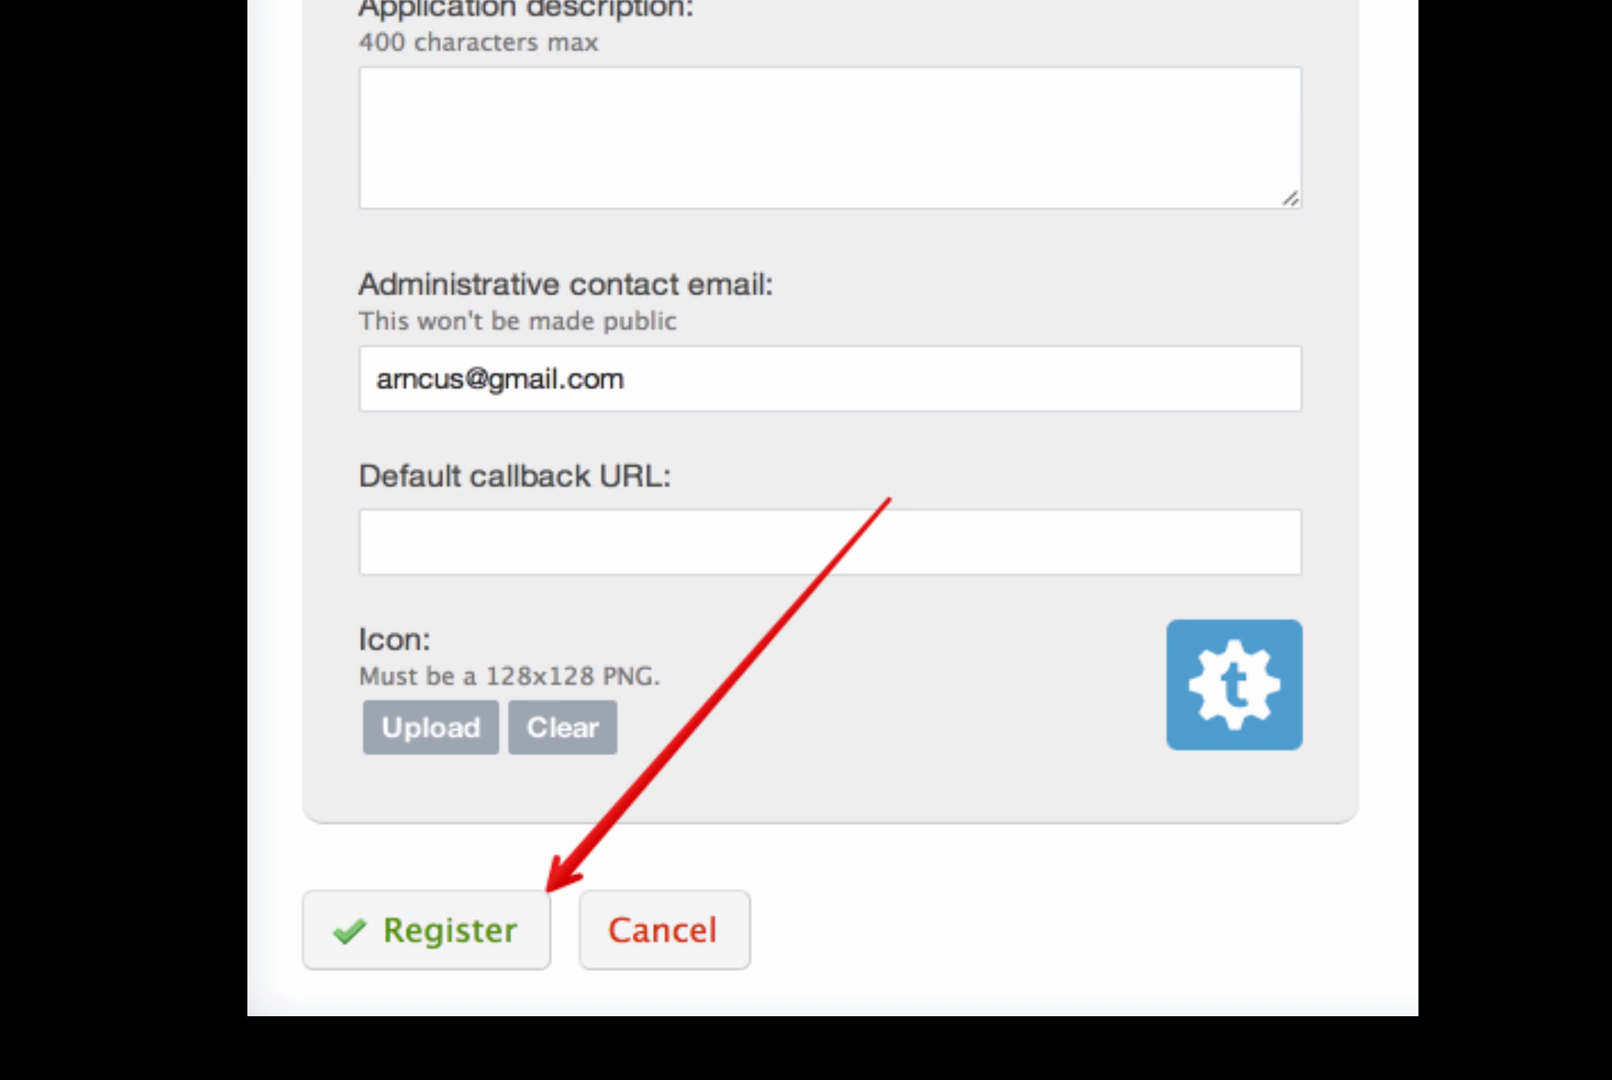 Application description:
400 characters max
Administrative contact email:
This won't be made public
arncus@gmail.com
Default callback URL:
Icon:
Must be a 128x128 PNG.
t
Upload Clear
Register Cancel